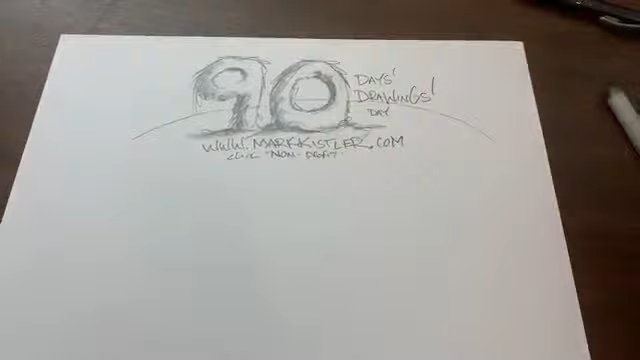 90
DAYS!
DRAWINGS!
DAY
WWW.MARKKISTLER.COM
CLICK "NON-PROFIT"